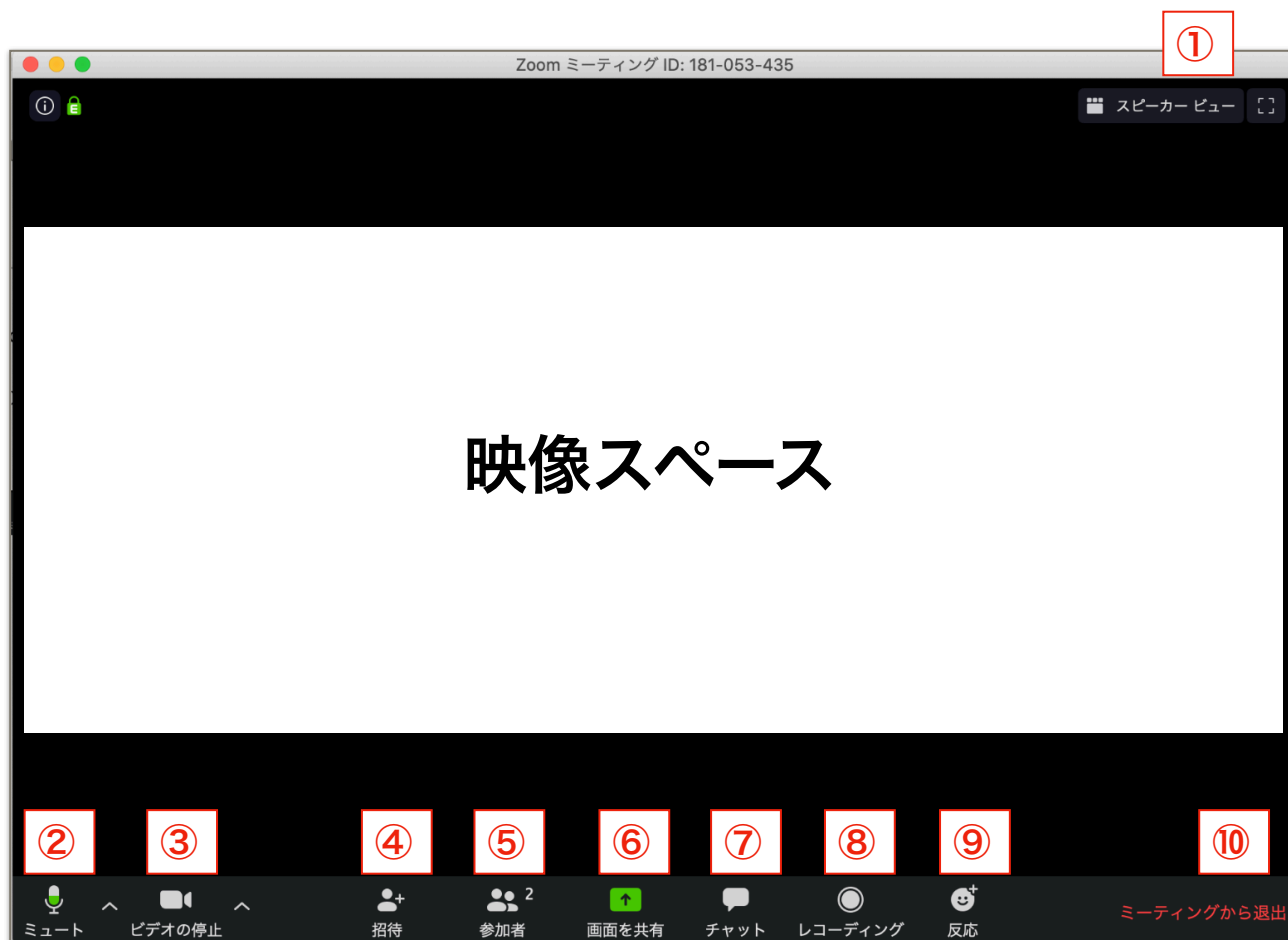 ①
Zoom ミーティング ID: 181-053-435
E
スピーカー ビュー
映像スペース
② ③ ④ ⑤ ⑥ ⑦ ⑧ ⑨ ⑩
2
ミュート ビデオの停止 招待 参加者 画面を共有 チャット レコーディング 反応 ミーティングから退出